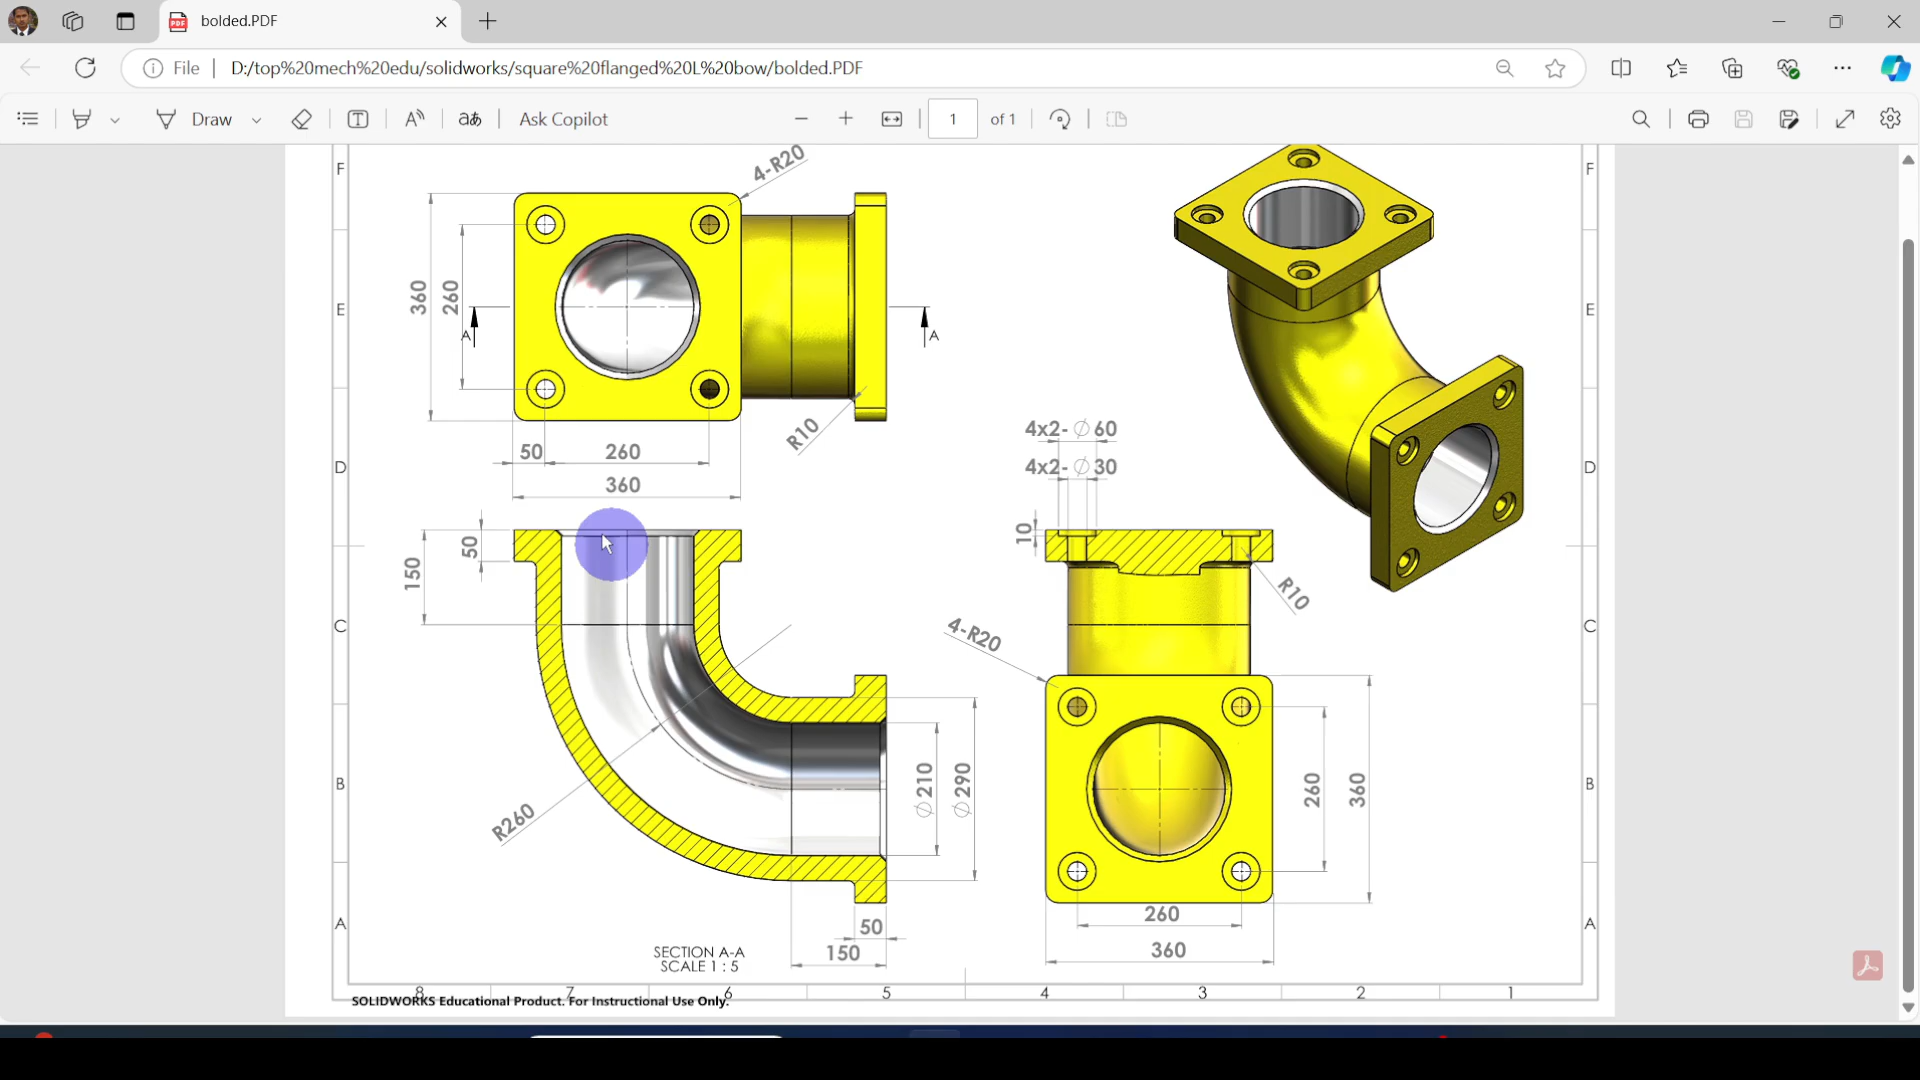 bolded.PDF
File
D:/top%20mech%20edu/solidworks/square%20flanged%20L%20bow/bolded.PDF
Draw
aあ
Ask Copilot
1
of 1
F
F
4-R20
360
260
E
E
A
A
R10
4x2-∅60
50
260
D
4x2-∅30
D
360
10
50
150
R10
C
4-R20
C
∅210
∅290
260
360
B
B
R260
260
A
50
A
360
150
SECTION A-A
SCALE 1 : 5
8
7
6
5
4
3
2
1
SOLIDWORKS Educational Product. For Instructional Use Only.